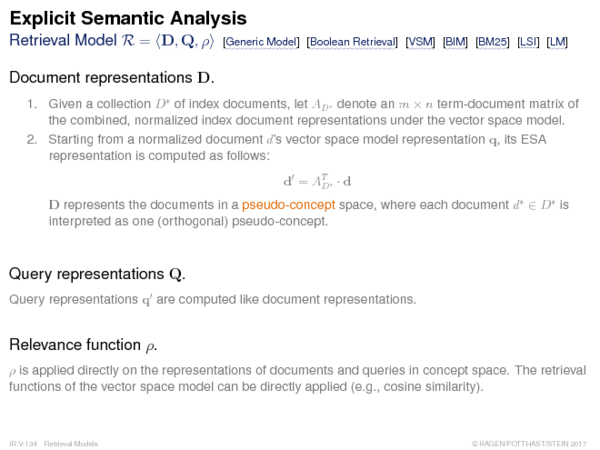 Explicit Semantic Analysis
Retrieval Model R = ⟨D, Q, ρ⟩ [Generic Model] [Boolean Retrieval] [VSM] [BIM] [BM25] [LSI] [LM]
Document representations D.
1. Given a collection D* of index documents, let A_D* denote an m × n term-document matrix of
the combined, normalized index document representations under the vector space model.
2. Starting from a normalized document d's vector space model representation q, its ESA
representation is computed as follows:
d′ = A^T_D* · d
D represents the documents in a pseudo-concept space, where each document d* ∈ D* is
interpreted as one (orthogonal) pseudo-concept.
Query representations Q.
Query representations q′ are computed like document representations.
Relevance function ρ.
ρ is applied directly on the representations of documents and queries in concept space. The retrieval
functions of the vector space model can be directly applied (e.g., cosine similarity).
IR:V-134 Retrieval Models
© HAGEN/POTTHAST/STEIN 2017